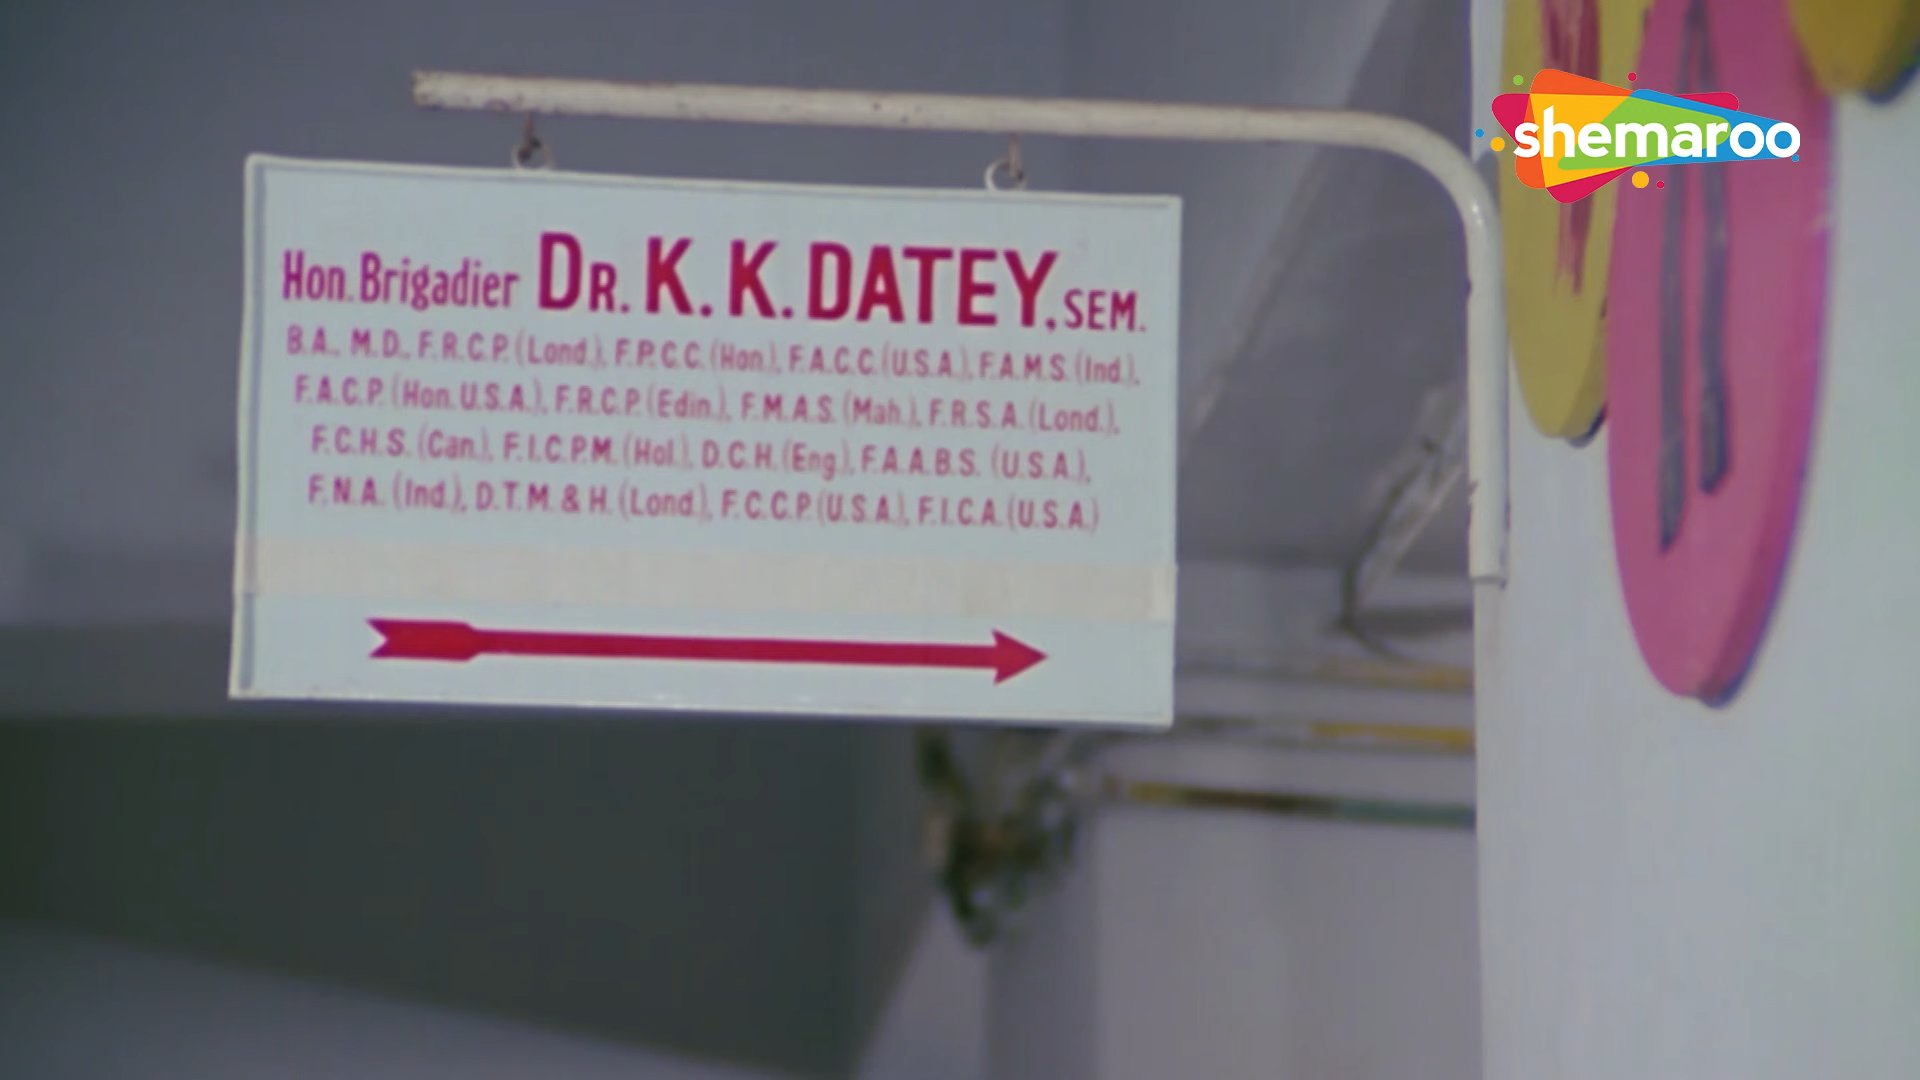 shemaroo
Hon. Brigadier DR. K. K. DATEY, SEM.
B.A., M.D., F.R.C.P. (Lond.), F.P.C.C. (Hon.), F.A.C.C. (U.S.A.), F.A.M.S. (Ind.),
F.A.C.P. (Hon. U.S.A.), F.R.C.P. (Edin.), F.M.A.S. (Mah.), F.R.S.A. (Lond.),
F.C.H.S. (Can.), F.I.C.P.M. (Hol.), D.C.H. (Eng), F.A.A.B.S. (U.S.A.),
F.N.A. (Ind.), D.T.M. & H. (Lond.), F.C.C.P. (U.S.A.), F.I.C.A. (U.S.A.)